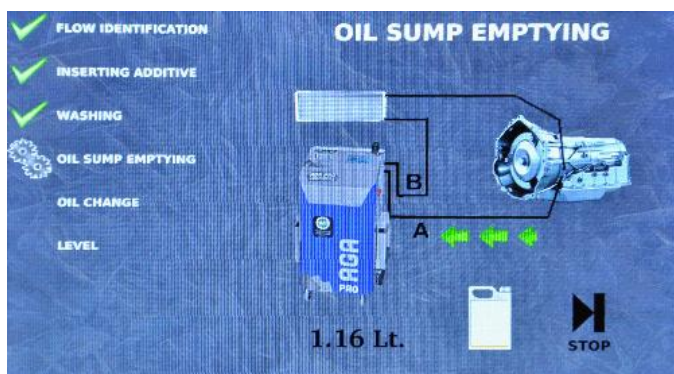 OIL SUMP EMPTYING
FLOW IDENTIFICATION
INSERTING ADDITIVE
WASHING
OIL SUMP EMPTYING
OIL CHANGE
LEVEL
B
A
AGA
PRO
1.16 Lt.
STOP